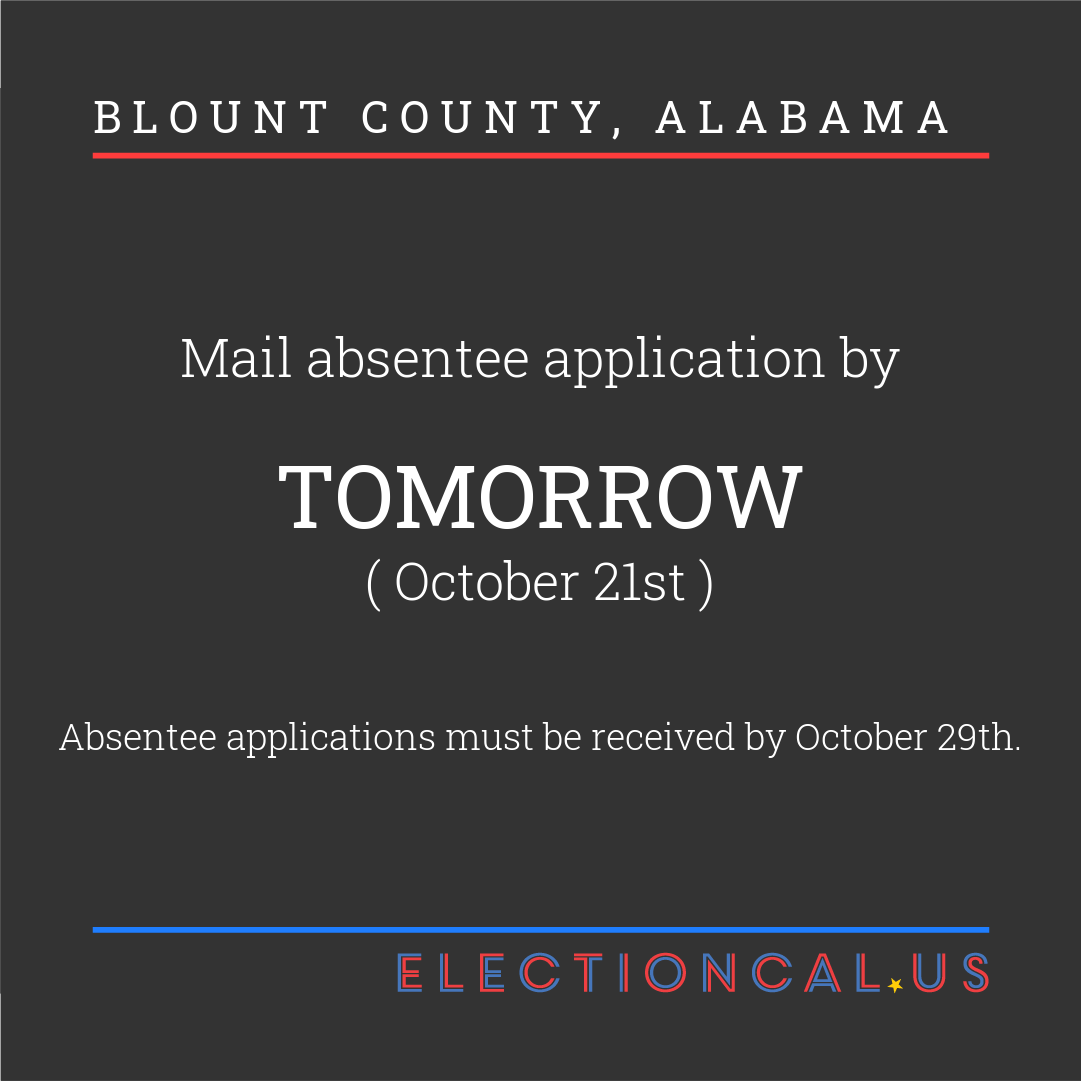 BLOUNT COUNTY, ALABAMA
Mail absentee application by
TOMORROW
( October 21st )
Absentee applications must be received by October 29th.
ELECTIONCAL.US